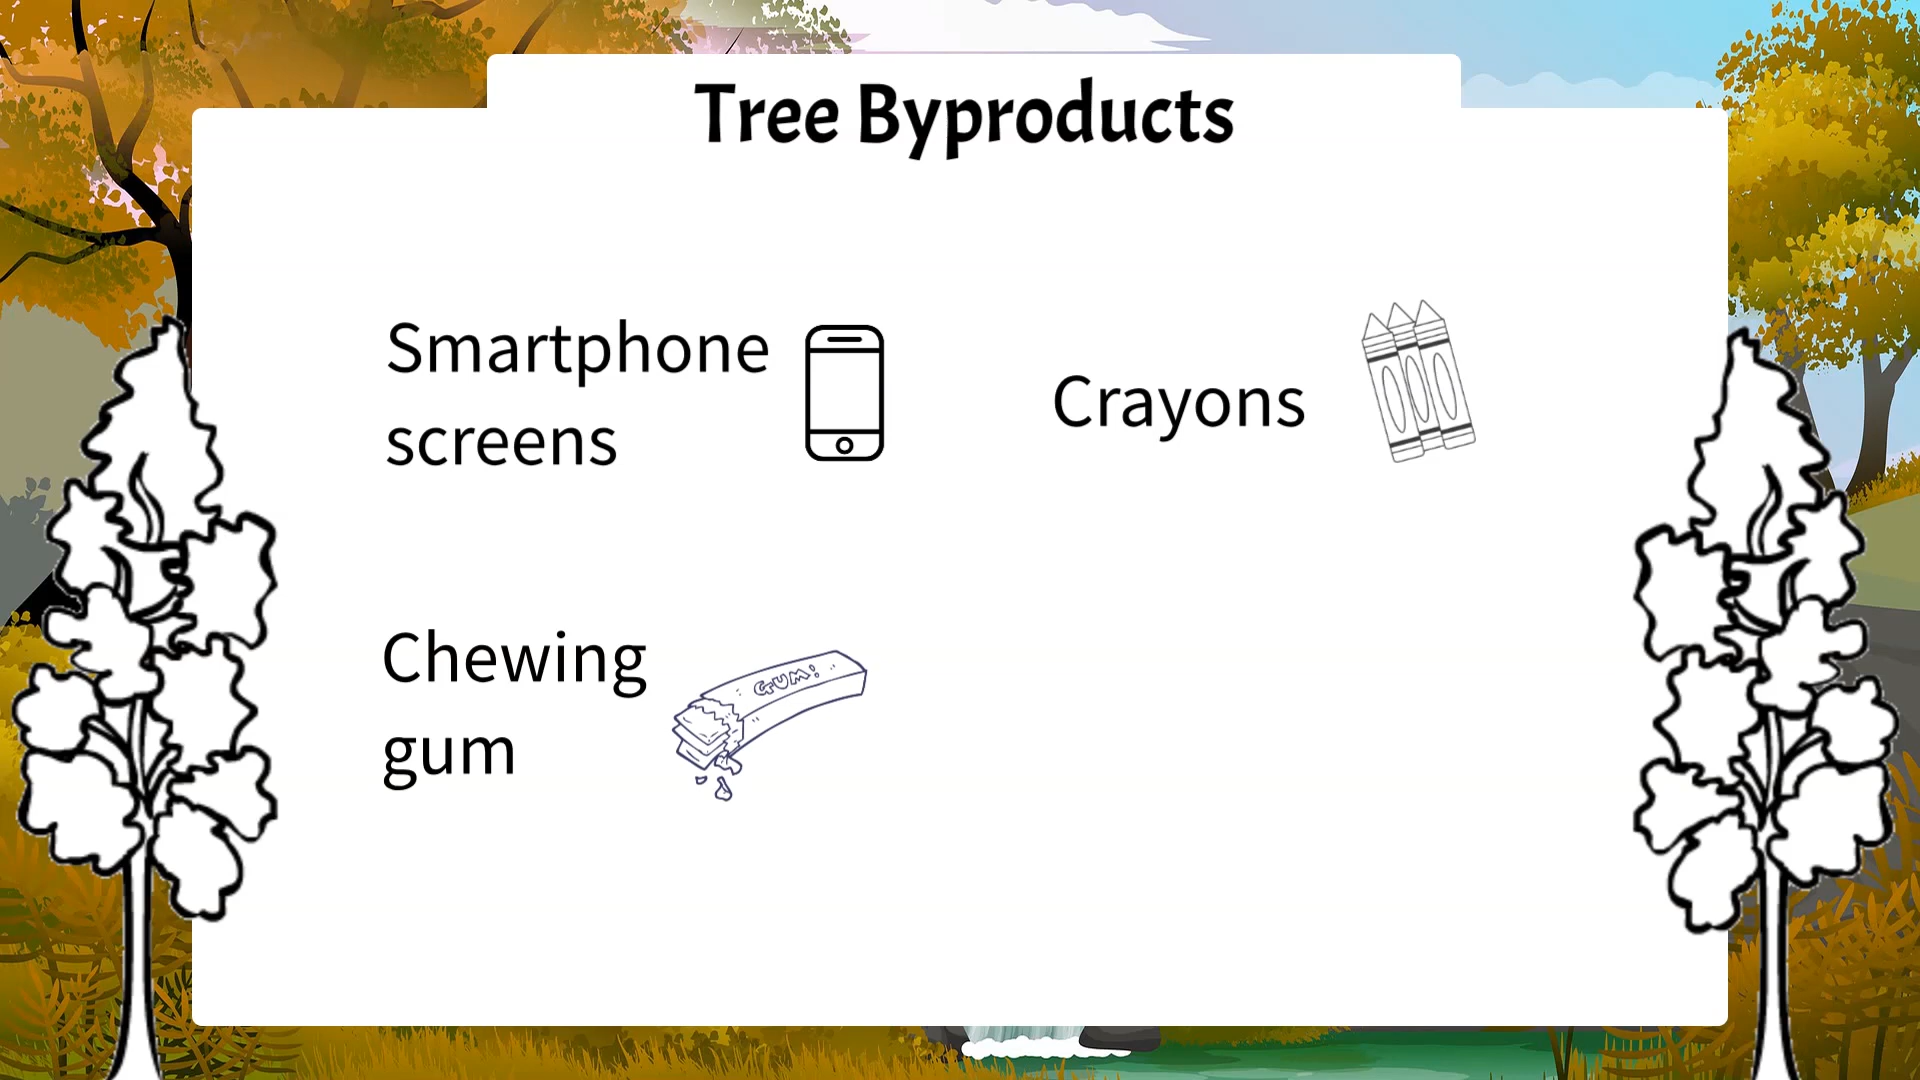 Tree Byproducts
Smartphone
screens
Crayons
Chewing
gum
GUM!